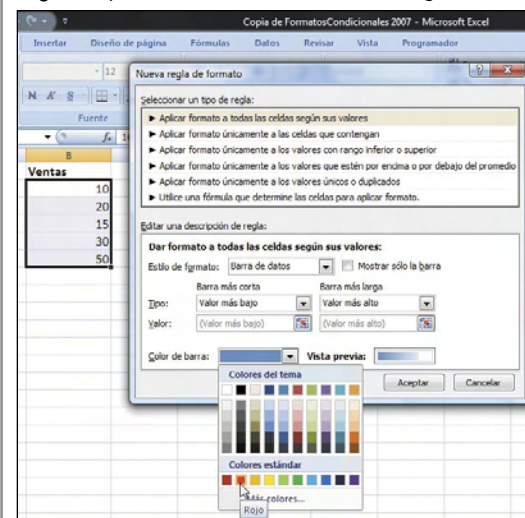 Copia de FormatosCondicionales 2007 - Microsoft Excel
Insertar Diseño de página Fórmulas Datos Revisar Vista Programador
12
N K S
Fuente
fx
B
Ventas
10
20
15
30
50
Nueva regla de formato
Seleccionar un tipo de regla:
► Aplicar formato a todas las celdas según sus valores
► Aplicar formato únicamente a las celdas que contengan
► Aplicar formato únicamente a los valores con rango inferior o superior
► Aplicar formato únicamente a los valores que estén por encima o por debajo del promedio
► Aplicar formato únicamente a los valores únicos o duplicados
► Utilice una fórmula que determine las celdas para aplicar formato.
Editar una descripción de regla:
Dar formato a todas las celdas según sus valores:
Estilo de formato: Barra de datos Mostrar sólo la barra
Barra más corta Barra más larga
Tipo: Valor más bajo Valor más alto
Valor: (Valor más bajo) (Valor más alto)
Color de barra: Vista previa:
Aceptar Cancelar
Colores del tema
Colores estándar
Más colores...
Rojo